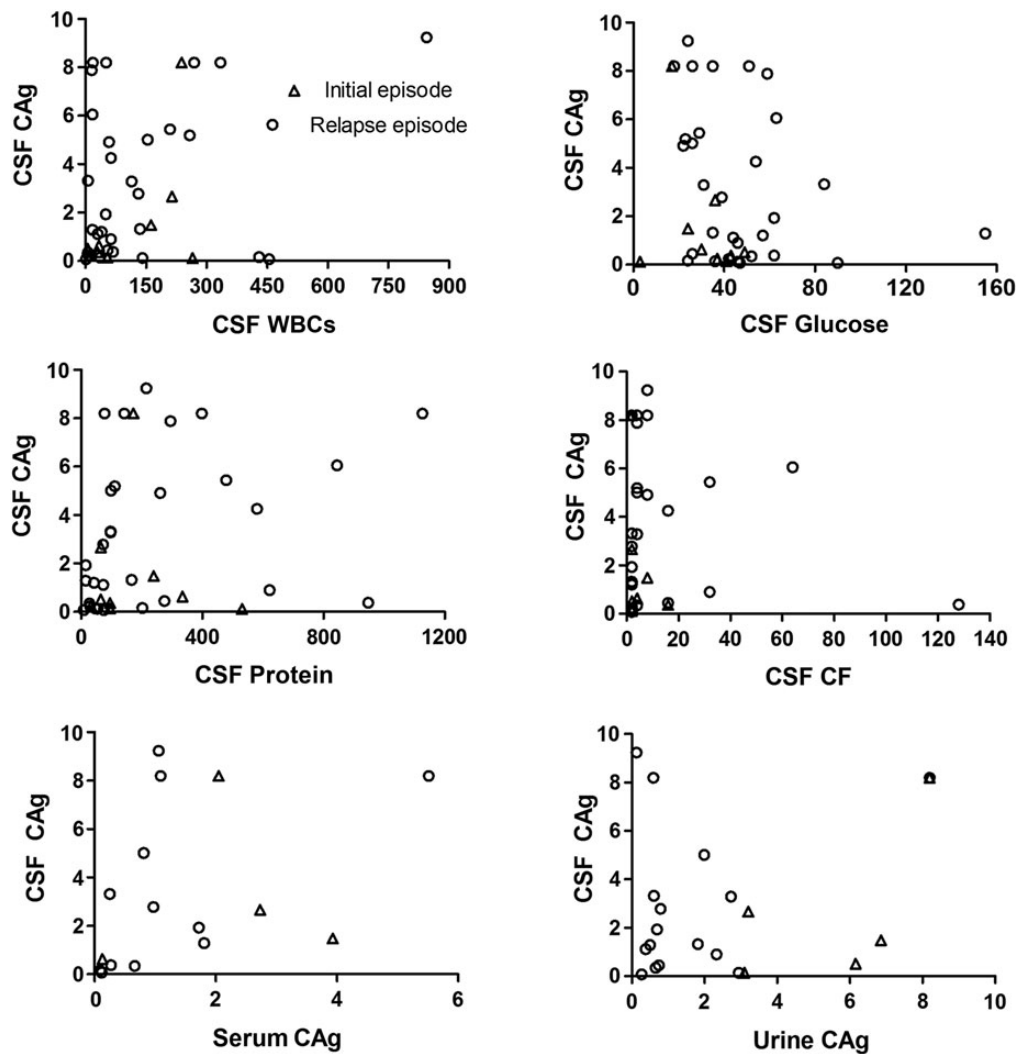 CSF CAg
10
8
6
4
2
0
0 150 300 450 600 750 900
CSF WBCs
△ Initial episode
○ Relapse episode
CSF CAg
10
8
6
4
2
0
0 40 80 120 160
CSF Glucose
CSF CAg
10
8
6
4
2
0
0 400 800 1200
CSF Protein
CSF CAg
10
8
6
4
2
0
0 20 40 60 80 100 120 140
CSF CF
CSF CAg
10
8
6
4
2
0
0 2 4 6
Serum CAg
CSF CAg
10
8
6
4
2
0
0 2 4 6 8 10
Urine CAg